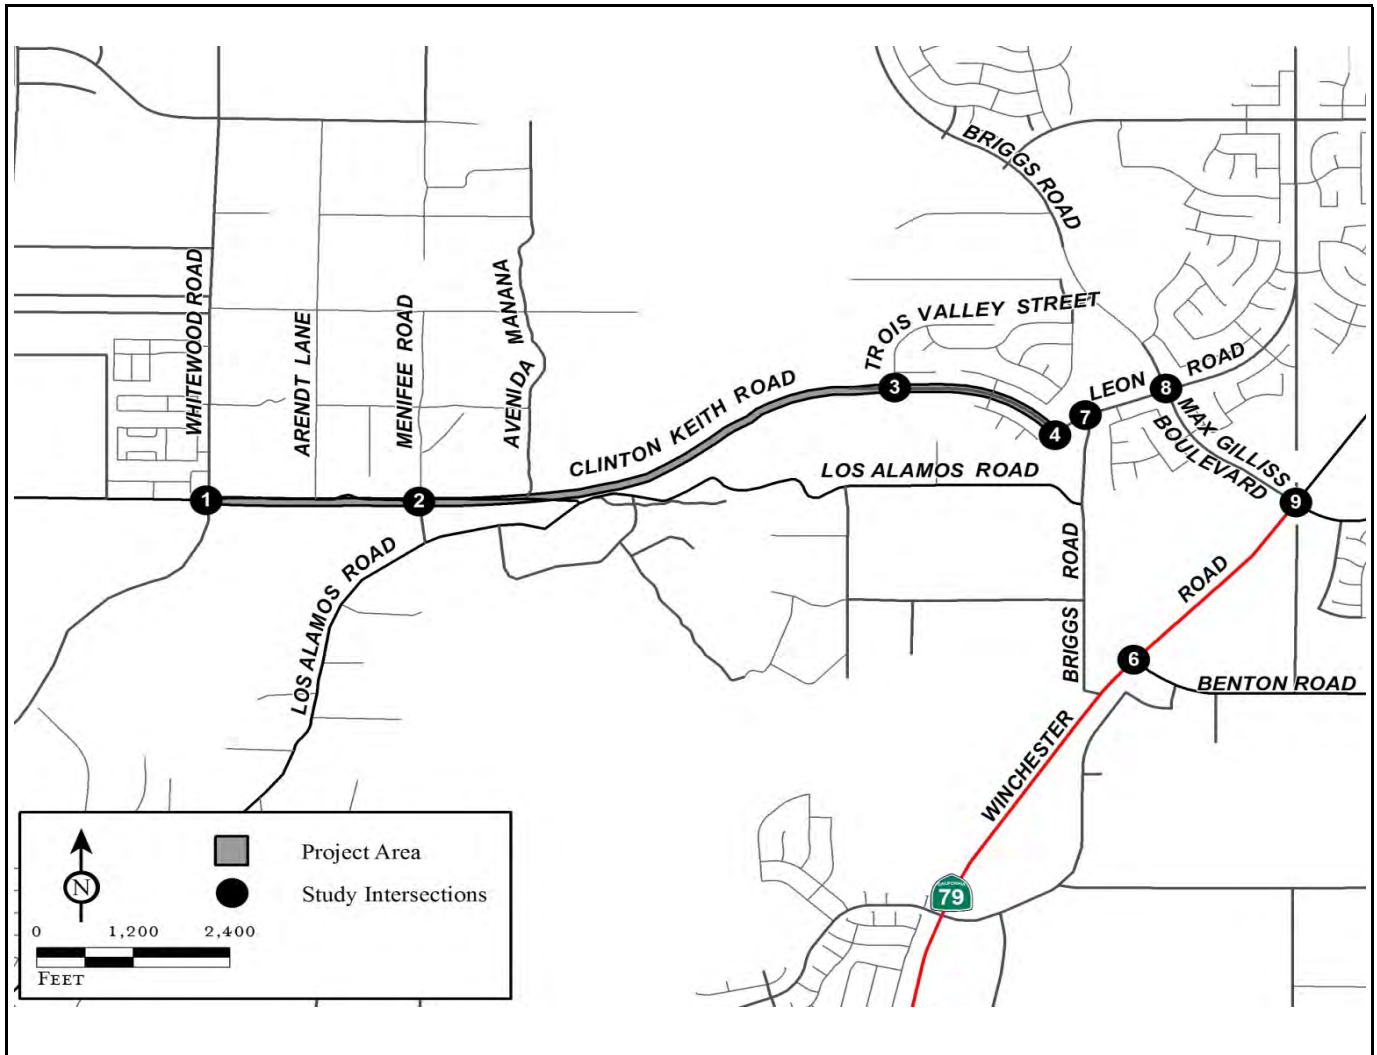 BRIGGS ROAD
WHITEWOOD ROAD
ARENDT LANE
MENIFEE ROAD
AVENIDA MANANA
TROIS VALLEY STREET
CLINTON KEITH ROAD
LEON ROAD
MAX GILLISS
BOULEVARD
LOS ALAMOS ROAD
1
2
3
4
7
8
9
6
LOS ALAMOS ROAD
BRIGGS ROAD
WINCHESTER ROAD
BENTON ROAD
CALIFORNIA
79
N
Project Area
Study Intersections
0 1,200 2,400
FEET